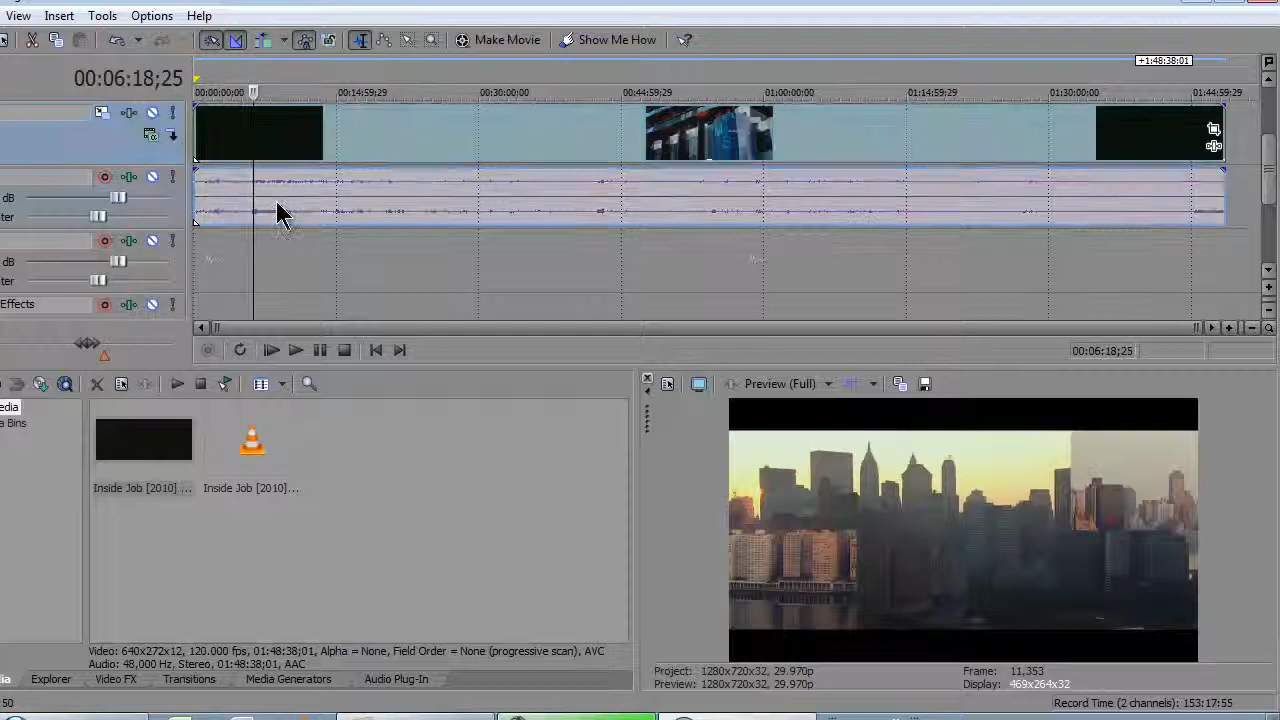 View Insert Tools Options Help
Make Movie Show Me How
+1:48:38:01
00:06:18;25
00:00:00:00 00:14:59:29 00:30:00:00 00:44:59:29 01:00:00:00 01:14:59:29 01:30:00:00 01:44:59:29
dB
ter
dB
ter
Effects
00:06:18;25
Preview (Full)
edia
a Bins
Inside Job [2010] ...
Inside Job [2010]...
Video: 640x272x12, 120.000 fps, 01:48:38;01, Alpha = None, Field Order = None (progressive scan), AVC
Audio: 48,000 Hz, Stereo, 01:48:38;01, AAC
Project: 1280x720x32, 29.970p
Frame: 11,353
Preview: 1280x720x32, 29.970p
Display: 469x264x32
dia Explorer Video FX Transitions Media Generators Audio Plug-In
:50
Record Time (2 channels): 153:17:55